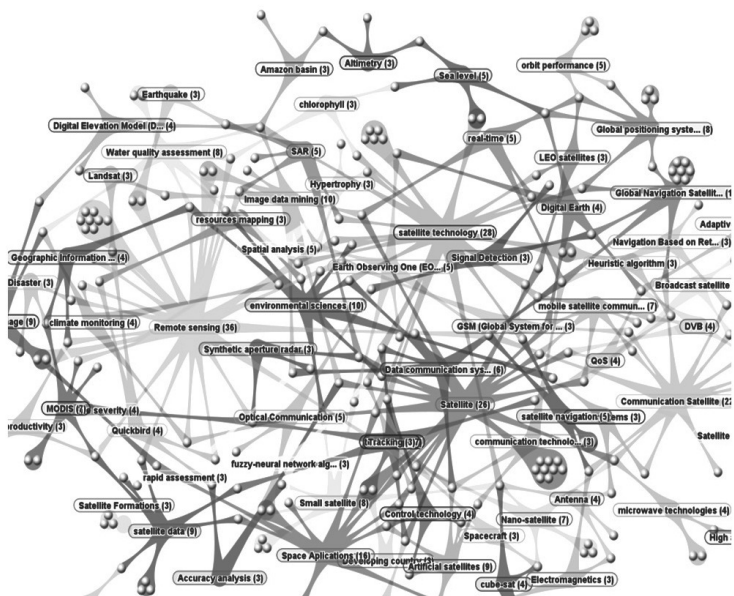 Amazon basin (3)
Altimetry (3)
Sea level (5)
orbit performance (5)
Earthquake (3)
chlorophyll (3)
Digital Elevation Model (D... (4)
real-time (5)
Global positioning syste... (8)
Water quality assessment (8)
SAR (5)
LEO satellites (3)
Landsat (3)
Hypertrophy (3)
Image data mining (10)
Digital Earth (4)
Global Navigation Satellit... (1
resources mapping (3)
Adaptiv
satellite technology (28)
Navigation Based on Ret... (3)
Geographic Information ... (4)
Spatial analysis (5)
Signal Detection (3)
Earth Observing One (EO... (5)
Heuristic algorithm (3)
Disaster (3)
Broadcast satellite
environmental sciences (19)
mobile satellite commun... (7)
age (9)
climate monitoring (4)
Remote sensing (36)
GSM (Global System for ... (3)
DVB (4)
Synthetic aperture radar (3)
QoS (4)
Data communication sys... (6)
Satellite (26)
Communication Satellite (22
MODIS
severity (4)
Optical Communication (5)
satellite navigation (5)
ems (3)
productivity (3)
Quickbird (4)
Tracking (3)
communication technolo... (3)
Satellite
fuzzy-neural network alg... (3)
rapid assessment (3)
Satellite Formations (3)
Small satellite (8)
Antenna (4)
Control technology (4)
microwave technologies (4)
satellite data (9)
Nano-satellite (7)
Spacecraft (3)
High
Space Aplications (16)
Developing country
Artificial satellites (9)
Accuracy analysis (3)
cube-sat (4)
Electromagnetics (3)